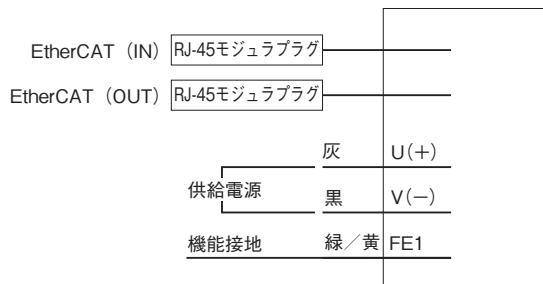 EtherCAT（IN） RJ-45モジュラプラグ
EtherCAT（OUT） RJ-45モジュラプラグ
灰 U(＋)
供給電源
黒 V(－)
機能接地 緑／黄 FE1